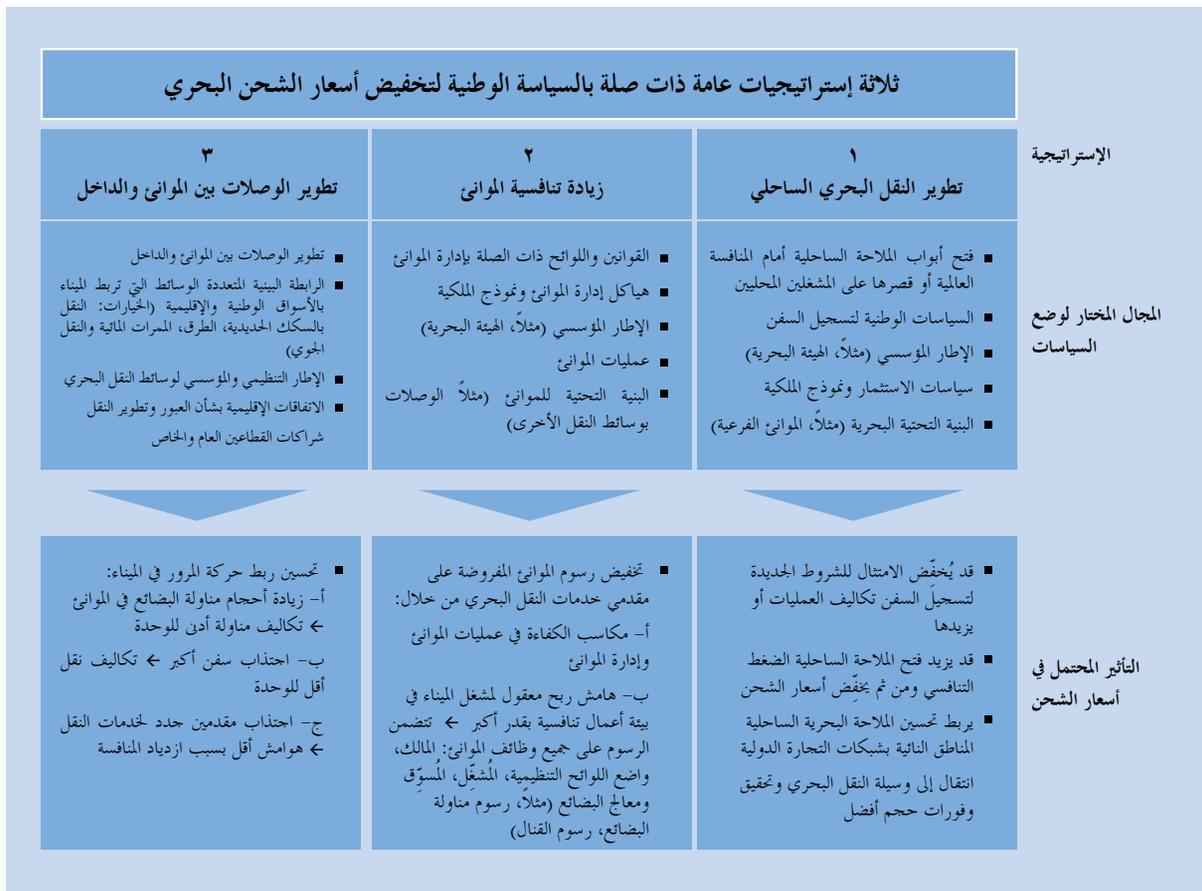 ثلاثة إستراتيجيات عامة ذات صلة بالسياسة الوطنية لتخفيض أسعار الشحن البحري
الإستراتيجية
١
تطوير النقل البحري الساحلي
٢
زيادة تنافسية الموانئ
٣
تطوير الوصلات بين الموانئ والداخل
المجال المختار لوضع
السياسات
■ فتح أبواب الملاحة الساحلية أمام المنافسة
العالمية أو قصرها على المشغلين المحليين
■ السياسات الوطنية لتسجيل السفن
■ الإطار المؤسسي (مثلاً، الهيئة البحرية)
■ سياسات الاستثمار ونموذج الملكية
■ البنية التحتية البحرية (مثلاً، الموانئ الفرعية)
■ القوانين واللوائح ذات الصلة بإدارة الموانئ
■ هياكل إدارة الموانئ ونموذج الملكية
■ الإطار المؤسسي (مثلاً، الهيئة البحرية)
■ عمليات الموانئ
■ البنية التحتية للموانئ (مثلاً الوصلات
بوسائط النقل الأخرى)
■ تطوير الوصلات بين الموانئ والداخل
■ الرابطة البينية المتعددة الوسائط التي تربط الميناء
بالأسواق الوطنية والإقليمية (الخيارات: النقل
بالسكك الحديدية، الطرق، الممرات المائية والنقل
الجوي)
■ الإطار التنظيمي والمؤسسي لوسائط النقل البحري
■ الاتفاقات الإقليمية بشأن العبور وتطوير النقل
شراكات القطاعين العام والخاص
التأثير المحتمل في
أسعار الشحن
■ قد يُخفِّض الامتثال للشروط الجديدة
لتسجيل السفن تكاليف العمليات أو
يزيدها
■ قد يزيد فتح الملاحة الساحلية الضغط
التنافسي ومن ثم يخفِّض أسعار الشحن
■ يربط تحسين الملاحة البحرية الساحلية
المناطق النائية بشبكات التجارة الدولية
انتقال إلى وسيلة النقل البحري وتحقيق
وفورات حجم أفضل
■ تخفيض رسوم الموانئ المفروضة على
مقدمي خدمات النقل البحري من خلال:
أ- مكاسب الكفاءة في عمليات الموانئ
وإدارة الموانئ
ب- هامش ربح معقول لمشغل الميناء في
بيئة أعمال تنافسية بقدر أكبر ← تتضمن
الرسوم على جميع وظائف الموانئ: المالك،
واضع اللوائح التنظيمية، المُشغِّل، المُسوِّق
ومعالج البضائع (مثلاً، رسوم مناولة
البضائع، رسوم القنال)
■ تحسين ربط حركة المرور في الميناء:
أ- زيادة أحجام مناولة البضائع في الموانئ
← تكاليف مناولة أدنى للوحدة
ب- اجتذاب سفن أكبر ← تكاليف نقل
أقل للوحدة
ج- اجتذاب مقدمين جدد لخدمات النقل
← هوامش أقل بسبب ازدياد المنافسة